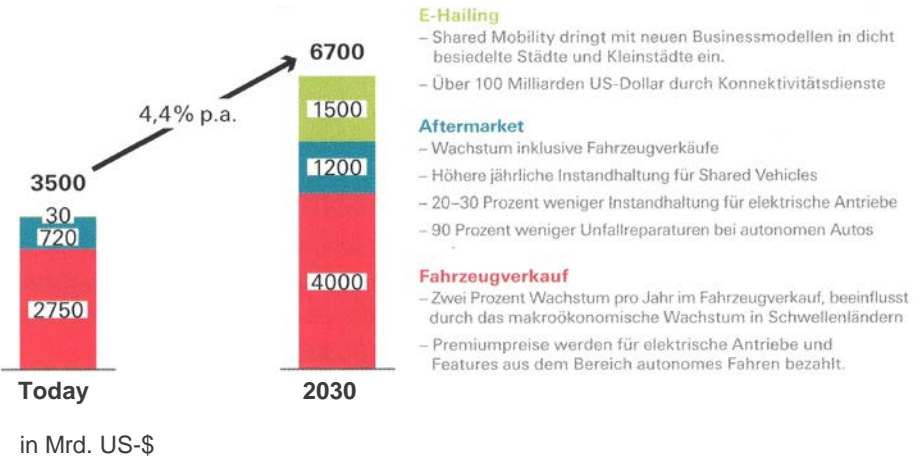 6700
1500
1200
4000
4,4% p.a.
3500
30
720
2750
Today
2030
in Mrd. US-$
E-Hailing
– Shared Mobility dringt mit neuen Businessmodellen in dicht
besiedelte Städte und Kleinstädte ein.
– Über 100 Milliarden US-Dollar durch Konnektivitätsdienste
Aftermarket
– Wachstum inklusive Fahrzeugverkäufe
– Höhere jährliche Instandhaltung für Shared Vehicles
– 20–30 Prozent weniger Instandhaltung für elektrische Antriebe
– 90 Prozent weniger Unfallreparaturen bei autonomen Autos
Fahrzeugverkauf
– Zwei Prozent Wachstum pro Jahr im Fahrzeugverkauf, beeinflusst
durch das makroökonomische Wachstum in Schwellenländern
– Premiumpreise werden für elektrische Antriebe und
Features aus dem Bereich autonomes Fahren bezahlt.